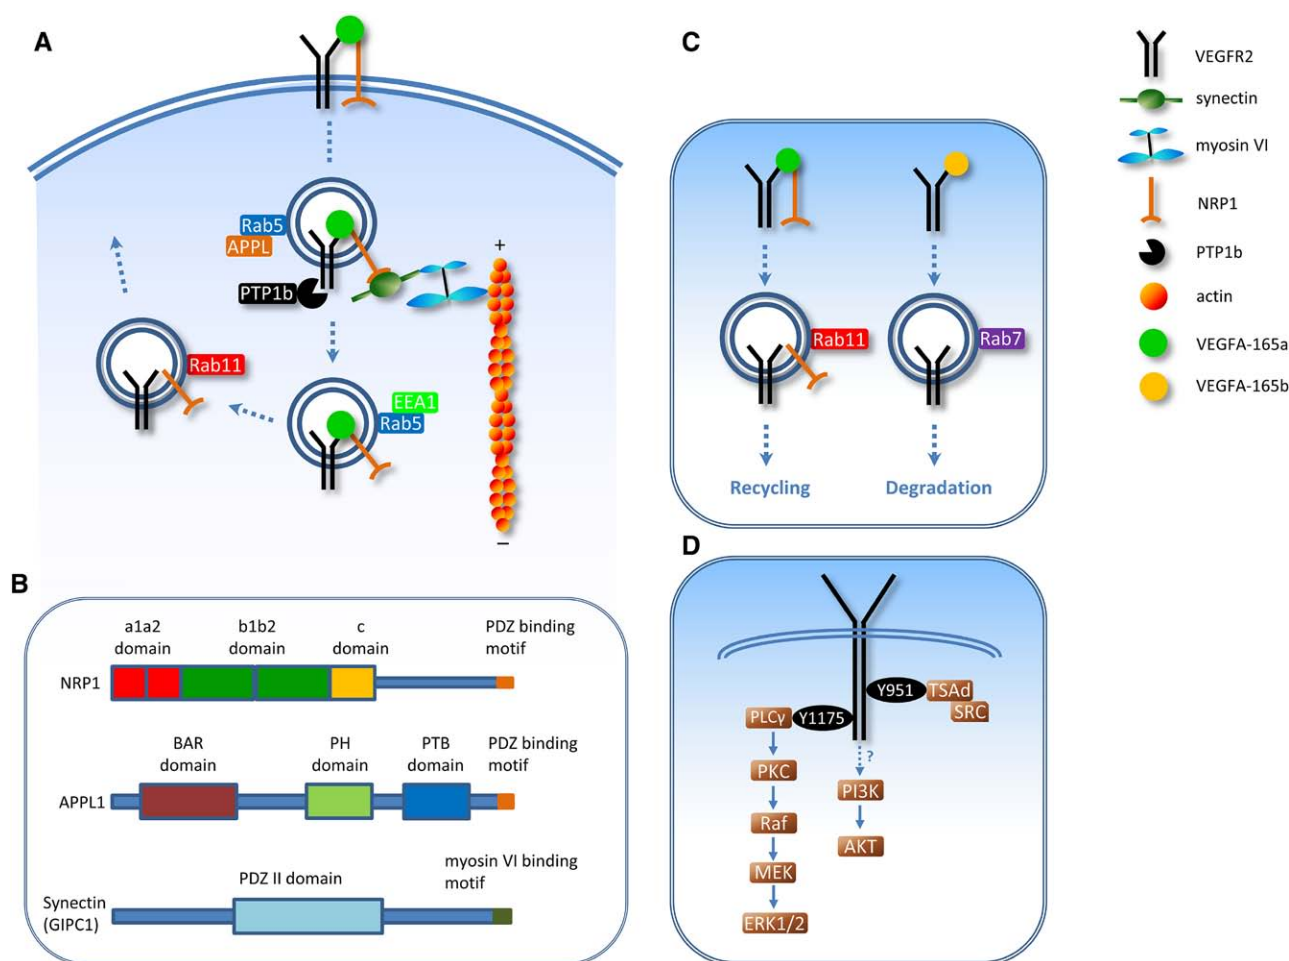 A
Rab5
APPL
PTP1b
+
Rab11
EEA1
Rab5
–
B
a1a2
domain
b1b2
domain
c
domain
PDZ binding
motif
NRP1
BAR
domain
PH
domain
PTB
domain
PDZ binding
motif
APPL1
PDZ II domain
myosin VI binding
motif
Synectin
(GIPC1)
C
Rab11
Rab7
Recycling
Degradation
D
Y951
TSAd
SRC
PLCγ
Y1175
?
PKC
PI3K
Raf
AKT
MEK
ERK1/2
VEGFR2
synectin
myosin VI
NRP1
PTP1b
actin
VEGFA-165a
VEGFA-165b